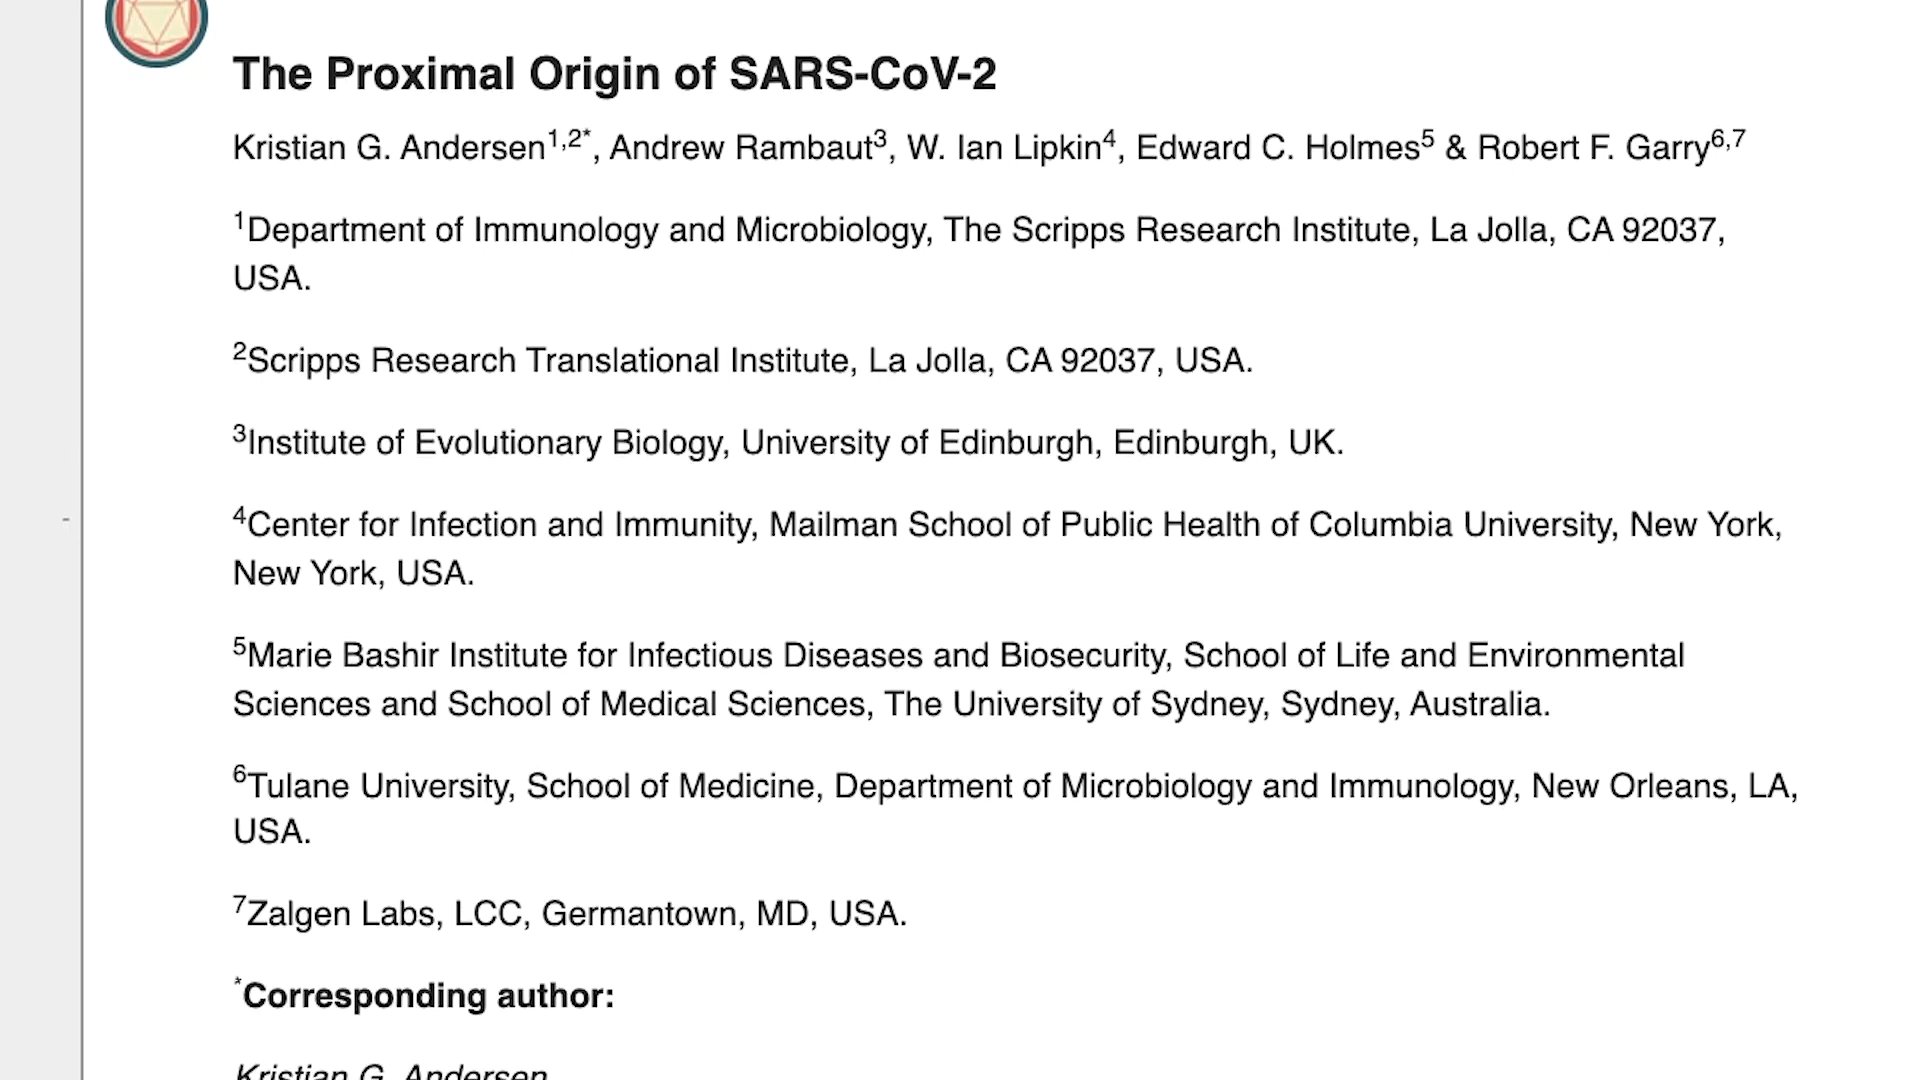 The Proximal Origin of SARS-CoV-2
Kristian G. Andersen1,2*, Andrew Rambaut3, W. Ian Lipkin4, Edward C. Holmes5 & Robert F. Garry6,7
1Department of Immunology and Microbiology, The Scripps Research Institute, La Jolla, CA 92037,
USA.
2Scripps Research Translational Institute, La Jolla, CA 92037, USA.
3Institute of Evolutionary Biology, University of Edinburgh, Edinburgh, UK.
4Center for Infection and Immunity, Mailman School of Public Health of Columbia University, New York,
New York, USA.
5Marie Bashir Institute for Infectious Diseases and Biosecurity, School of Life and Environmental
Sciences and School of Medical Sciences, The University of Sydney, Sydney, Australia.
6Tulane University, School of Medicine, Department of Microbiology and Immunology, New Orleans, LA,
USA.
7Zalgen Labs, LCC, Germantown, MD, USA.
*Corresponding author:
Kristian G. Andersen